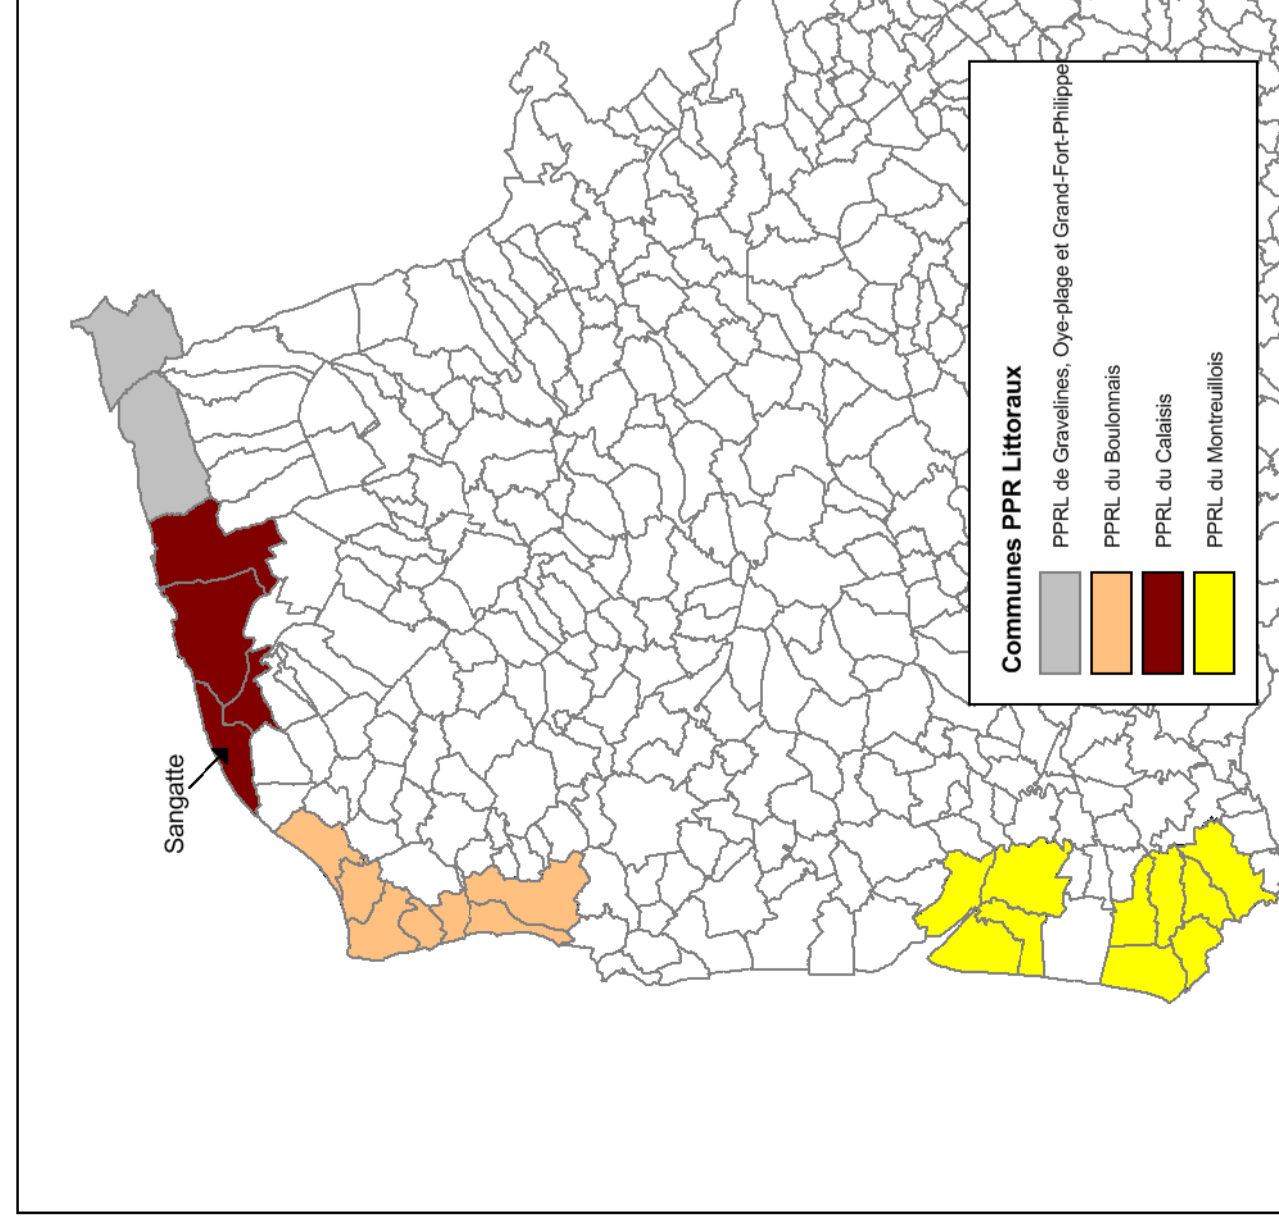 Sangatte
Communes PPR Littoraux
PPRL de Gravelines, Oye-plage et Grand-Fort-Philippe
PPRL du Boulonnais
PPRL du Calaisis
PPRL du Montreuillois